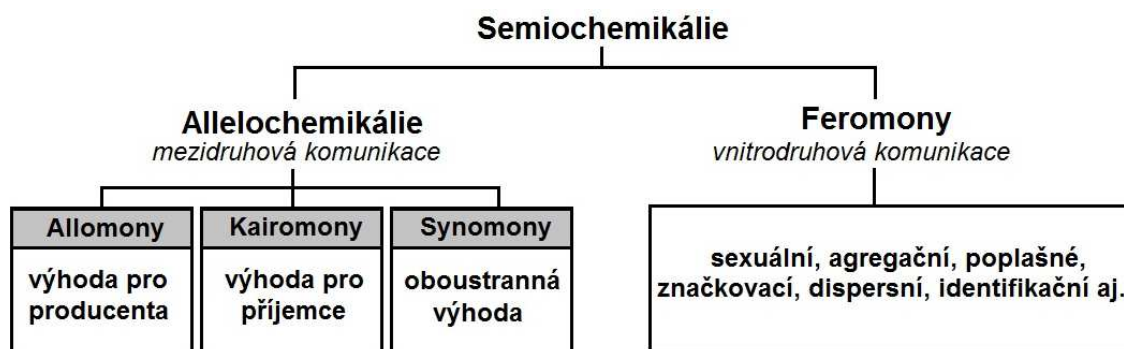 Semiochemikálie
Allelochemikálie
mezidruhová komunikace
Feromony
vnitrodruhová komunikace
Allomony
výhoda pro
producenta
Kairomony
výhoda pro
příjemce
Synomony
oboustranná
výhoda
sexuální, agregační, poplašné,
značkovací, dispersní, identifikační aj.